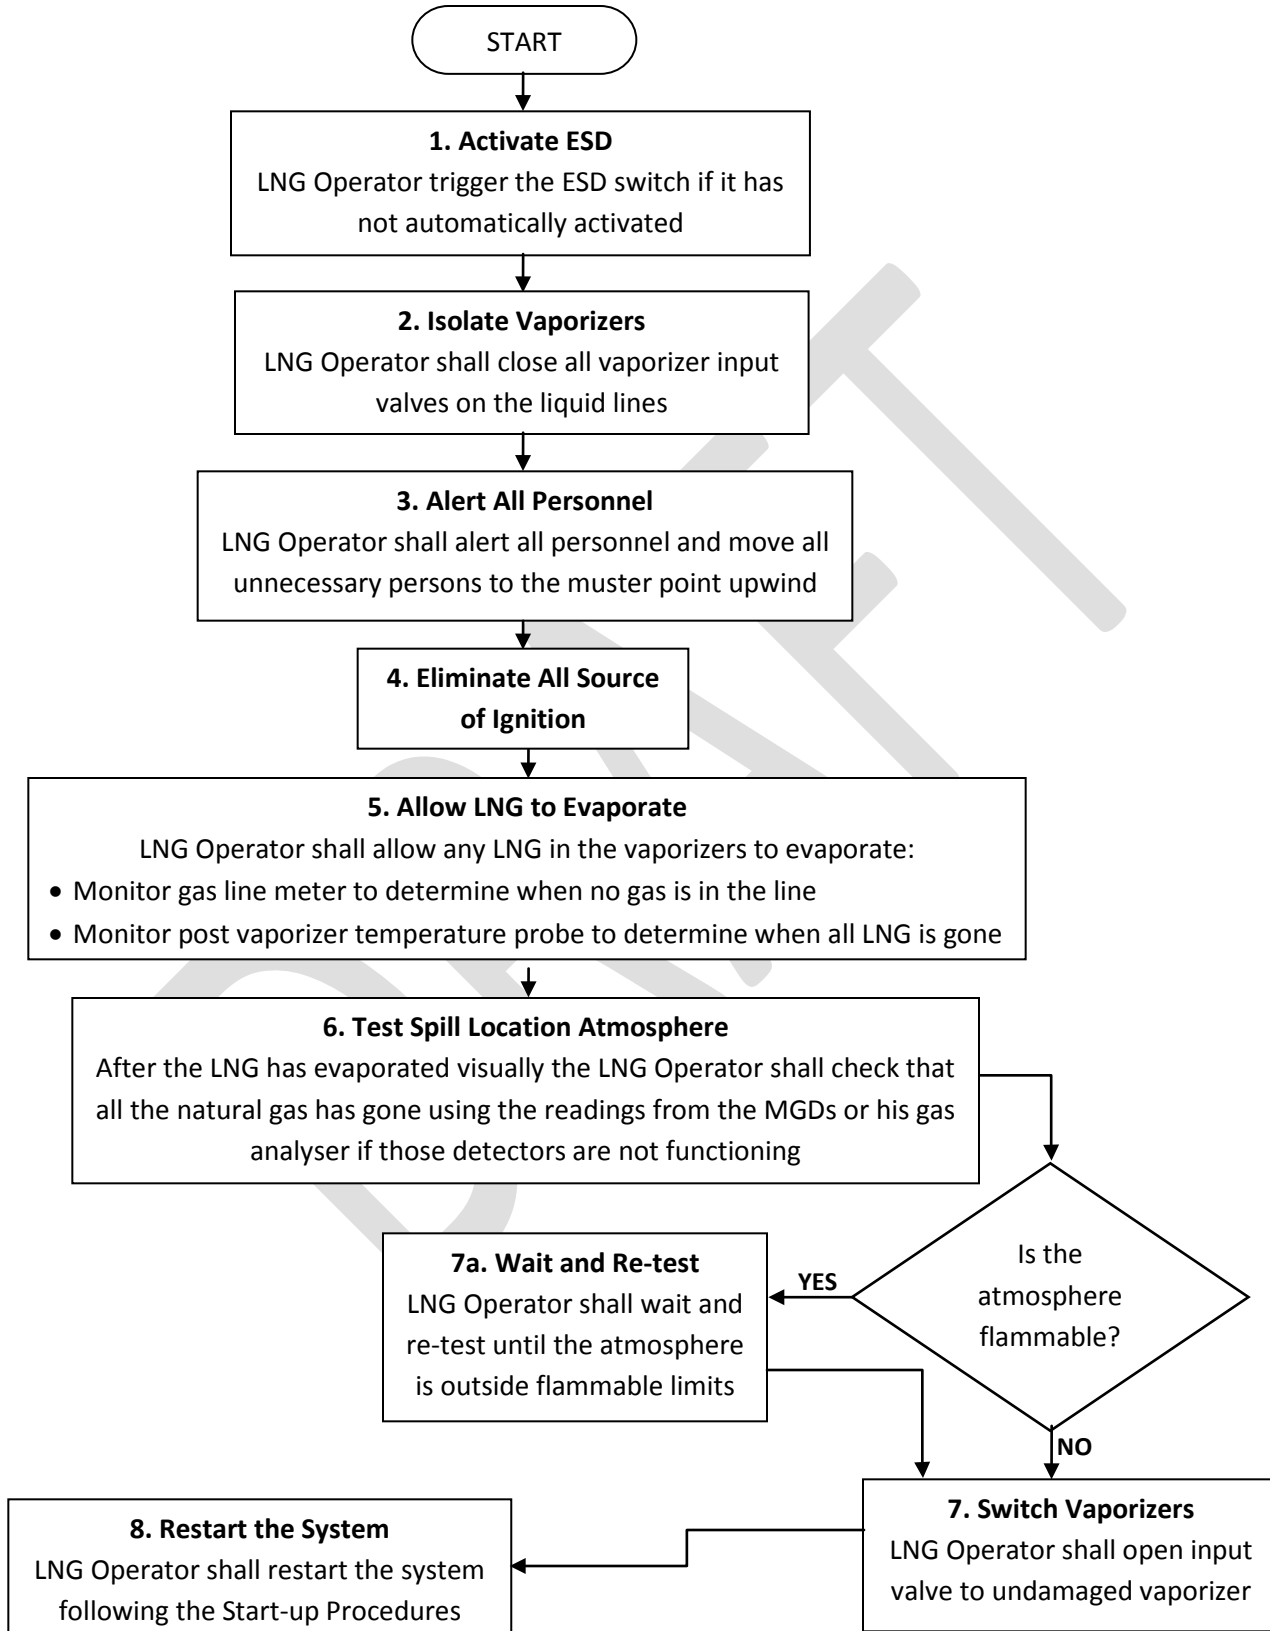 START
1. Activate ESD
LNG Operator trigger the ESD switch if it has
not automatically activated
2. Isolate Vaporizers
LNG Operator shall close all vaporizer input
valves on the liquid lines
3. Alert All Personnel
LNG Operator shall alert all personnel and move all
unnecessary persons to the muster point upwind
4. Eliminate All Source
of Ignition
5. Allow LNG to Evaporate
LNG Operator shall allow any LNG in the vaporizers to evaporate:
• Monitor gas line meter to determine when no gas is in the line
• Monitor post vaporizer temperature probe to determine when all LNG is gone
6. Test Spill Location Atmosphere
After the LNG has evaporated visually the LNG Operator shall check that
all the natural gas has gone using the readings from the MGDs or his gas
analyser if those detectors are not functioning
Is the
atmosphere
flammable?
YES
7a. Wait and Re-test
LNG Operator shall wait and
re-test until the atmosphere
is outside flammable limits
NO
7. Switch Vaporizers
LNG Operator shall open input
valve to undamaged vaporizer
8. Restart the System
LNG Operator shall restart the system
following the Start-up Procedures
DRAFT